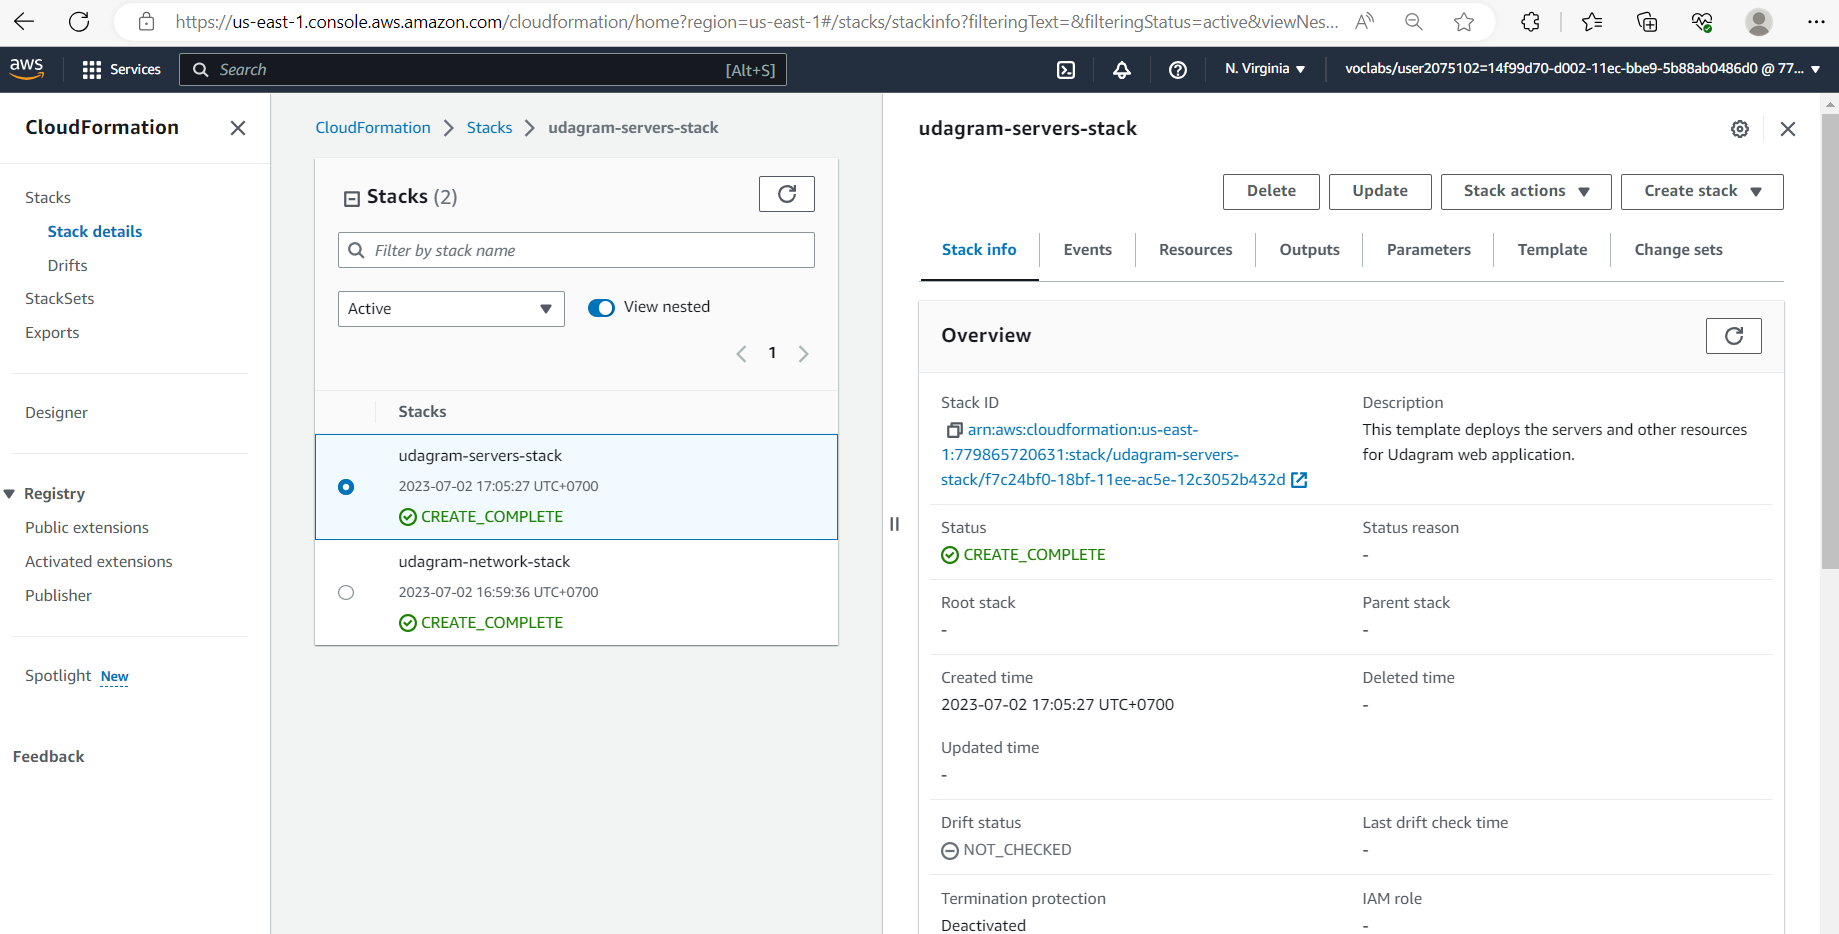 https://us-east-1.console.aws.amazon.com/cloudformation/home?region=us-east-1#/stacks/stackinfo?filteringText=&filteringStatus=active&viewNes...
aws
Services
Search
[Alt+S]
N. Virginia
voclabs/user2075102=14f99d70-d002-11ec-bbe9-5b88ab0486d0 @ 77...
CloudFormation
Stacks
Stack details
Drifts
StackSets
Exports
Designer
Registry
Public extensions
Activated extensions
Publisher
Spotlight New
Feedback
CloudFormation
Stacks
udagram-servers-stack
Stacks (2)
Filter by stack name
Active
View nested
1
Stacks
udagram-servers-stack
2023-07-02 17:05:27 UTC+0700
CREATE_COMPLETE
udagram-network-stack
2023-07-02 16:59:36 UTC+0700
CREATE_COMPLETE
udagram-servers-stack
Delete
Update
Stack actions
Create stack
Stack info
Events
Resources
Outputs
Parameters
Template
Change sets
Overview
Stack ID
arn:aws:cloudformation:us-east-
1:779865720631:stack/udagram-servers-
stack/f7c24bf0-18bf-11ee-ac5e-12c3052b432d
Description
This template deploys the servers and other resources
for Udagram web application.
Status
CREATE_COMPLETE
Status reason
-
Root stack
-
Parent stack
-
Created time
2023-07-02 17:05:27 UTC+0700
Deleted time
-
Updated time
-
Drift status
NOT_CHECKED
Last drift check time
-
Termination protection
Deactivated
IAM role
-